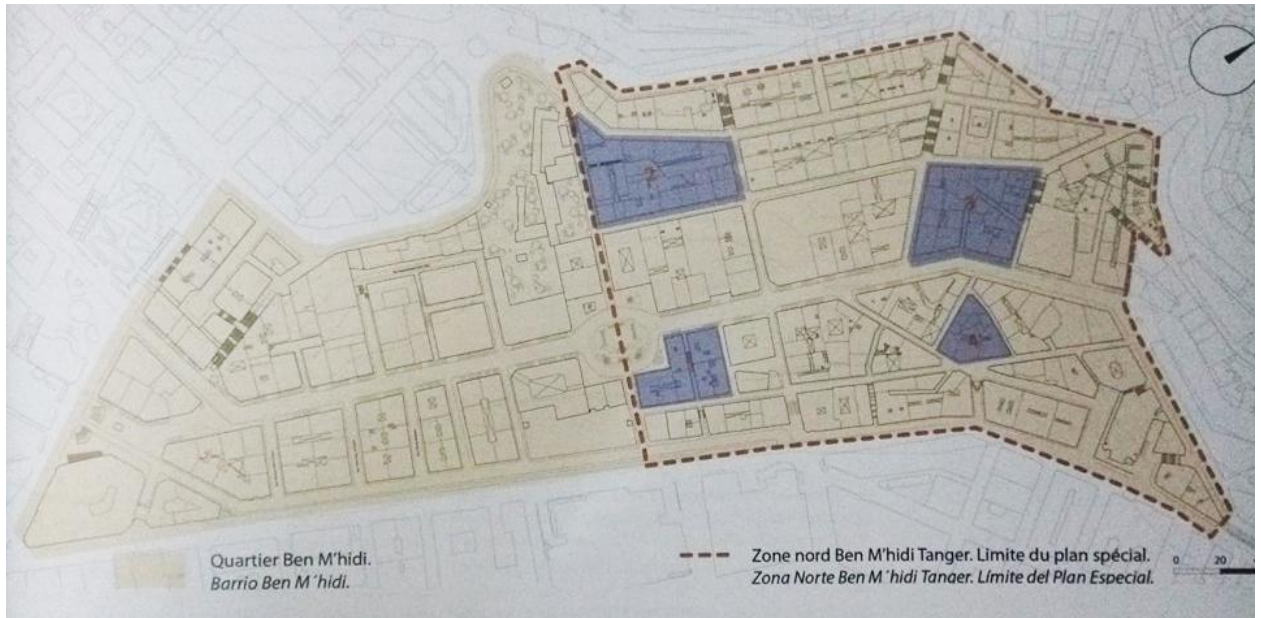 Quartier Ben M'hidi.
Barrio Ben M´hidi.
Zone nord Ben M'hidi Tanger. Limite du plan spécial.
Zona Norte Ben M´hidi Tanger. Límite del Plan Especial.
0 20